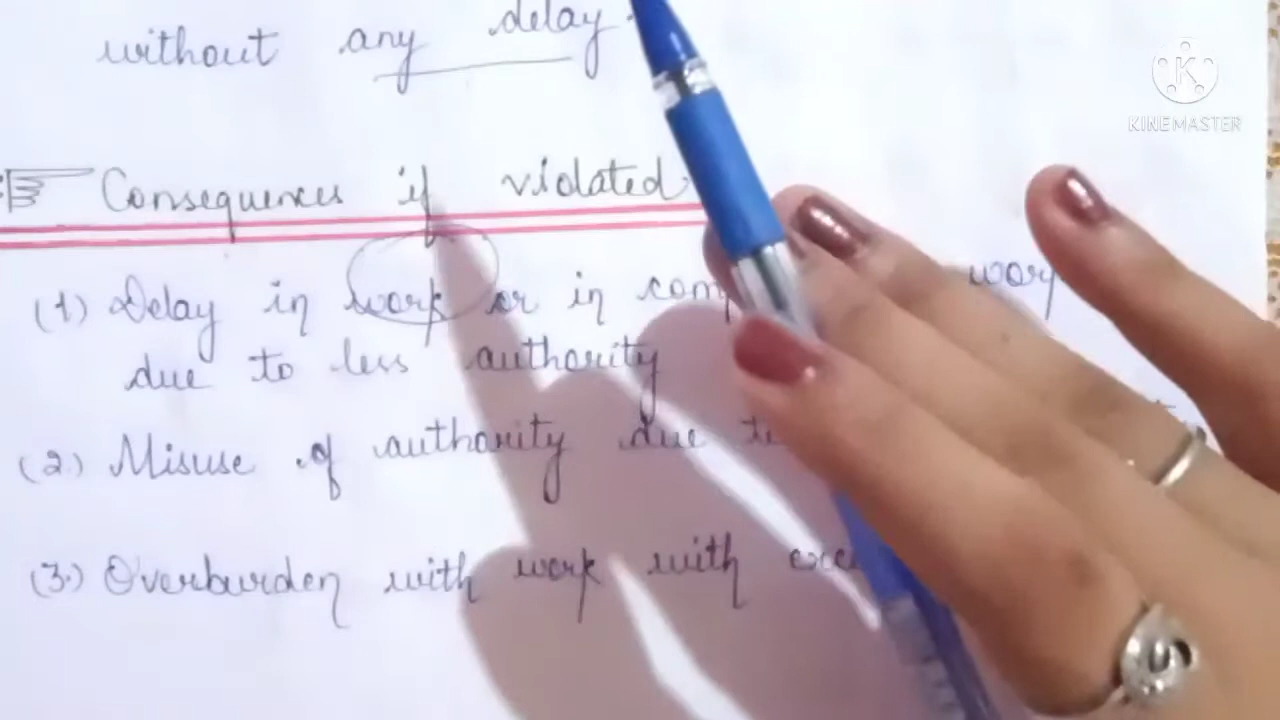 without any delay.
Consequences if violated
(1) Delay in work or in
due to less authority
(2.) Misuse of authority due
(3.) Overburden with work with
KINEMASTER